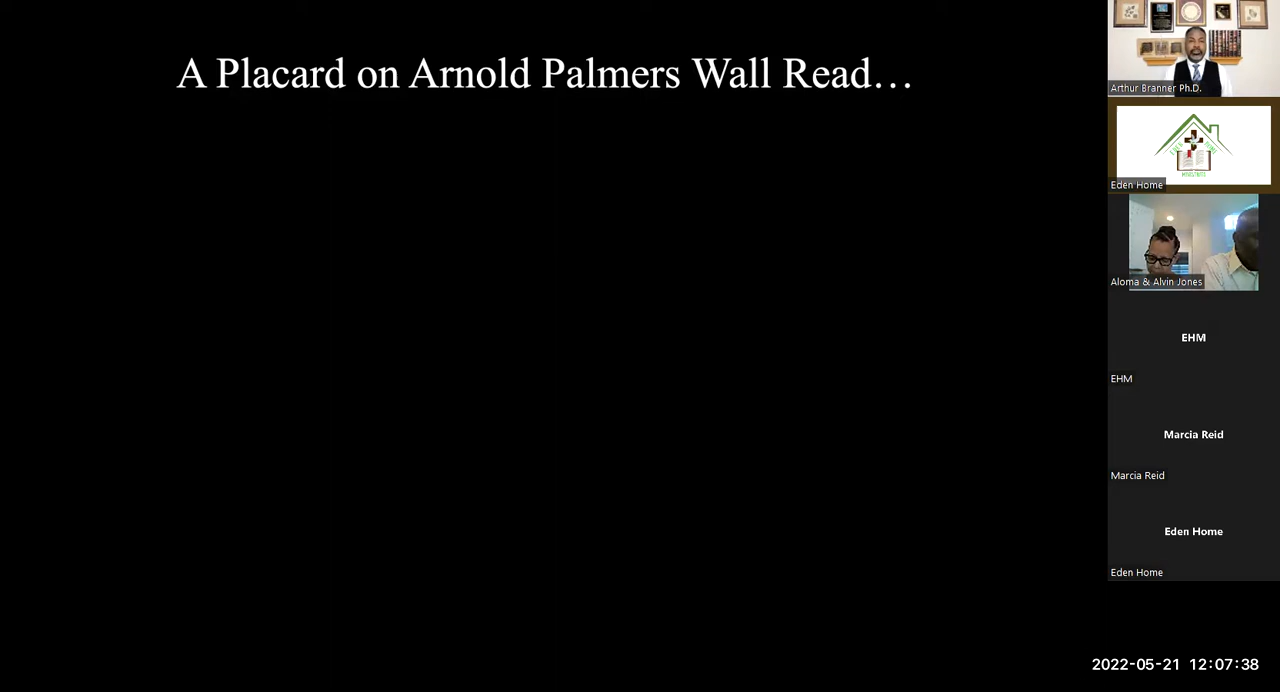 A Placard on Arnold Palmers Wall Read…
Arthur Branner Ph.D.
Eden Home
Aloma & Alvin Jones
EHM
EHM
Marcia Reid
Marcia Reid
Eden Home
Eden Home
2022-05-21 12:07:38